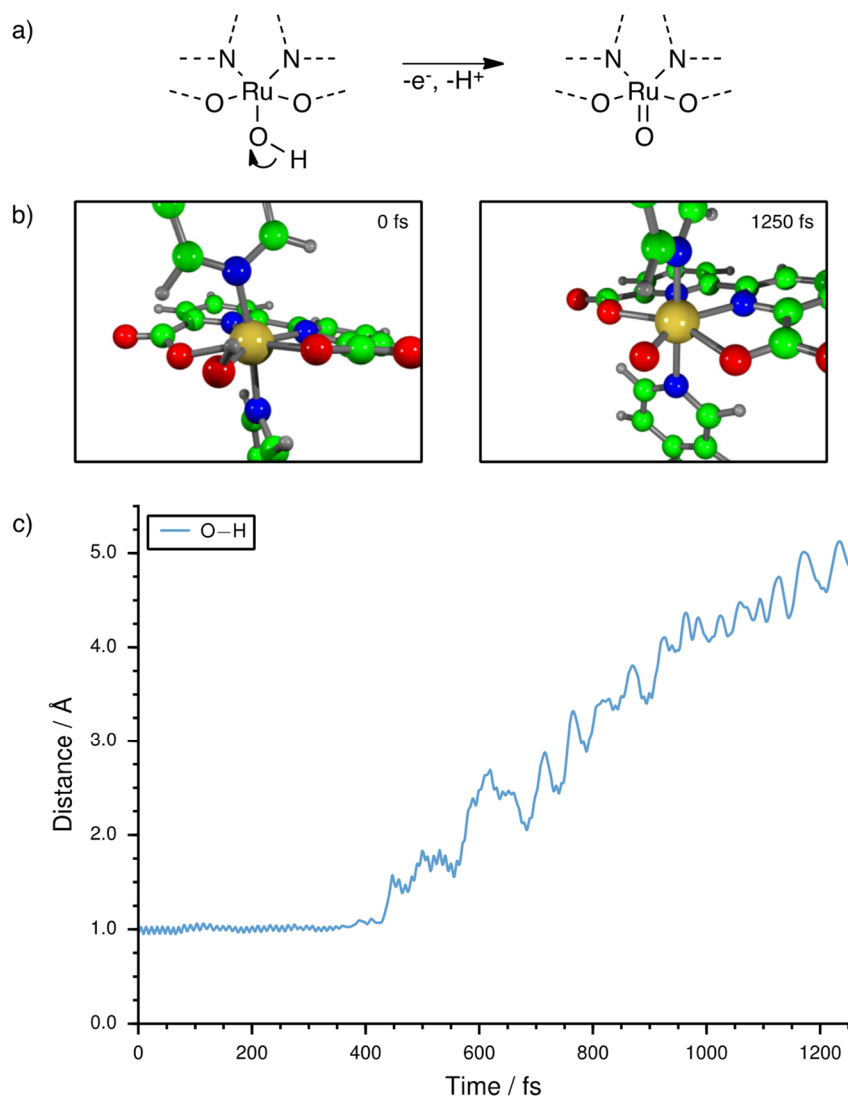 a)
N N N N
Ru Ru
O O O O
-e⁻, -H⁺
O O
H
b)
0 fs
1250 fs
c)
O–H
5.0
4.0
3.0
2.0
1.0
0.0
Distance / Å
0 200 400 600 800 1000 1200
Time / fs